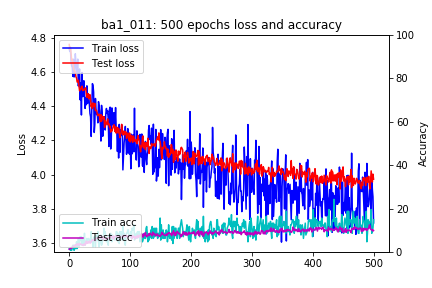 ba1_011: 500 epochs loss and accuracy
4.8
4.6
4.4
4.2
4.0
3.8
3.6
Loss
Train loss
Test loss
Train acc
Test acc
100
80
60
40
20
0
Accuracy
0 100 200 300 400 500